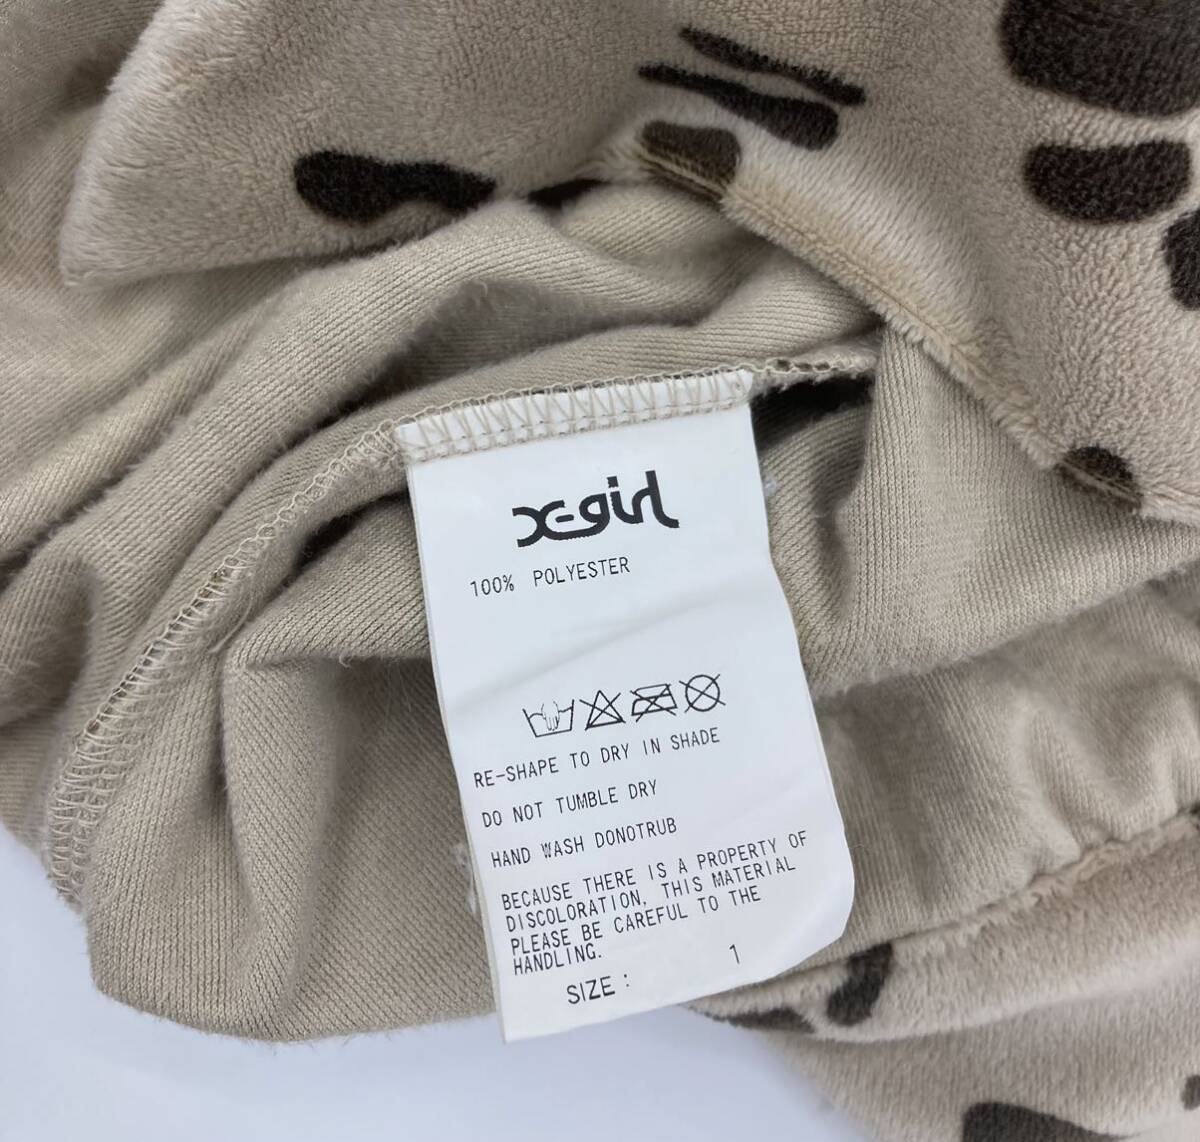 X-girl
100% POLYESTER
RE-SHAPE TO DRY IN SHADE
DO NOT TUMBLE DRY
HAND WASH DONOTRUB
BECAUSE THERE IS A PROPERTY OF
DISCOLORATION, THIS MATERIAL
PLEASE BE CAREFUL TO THE
HANDLING.
SIZE : 1